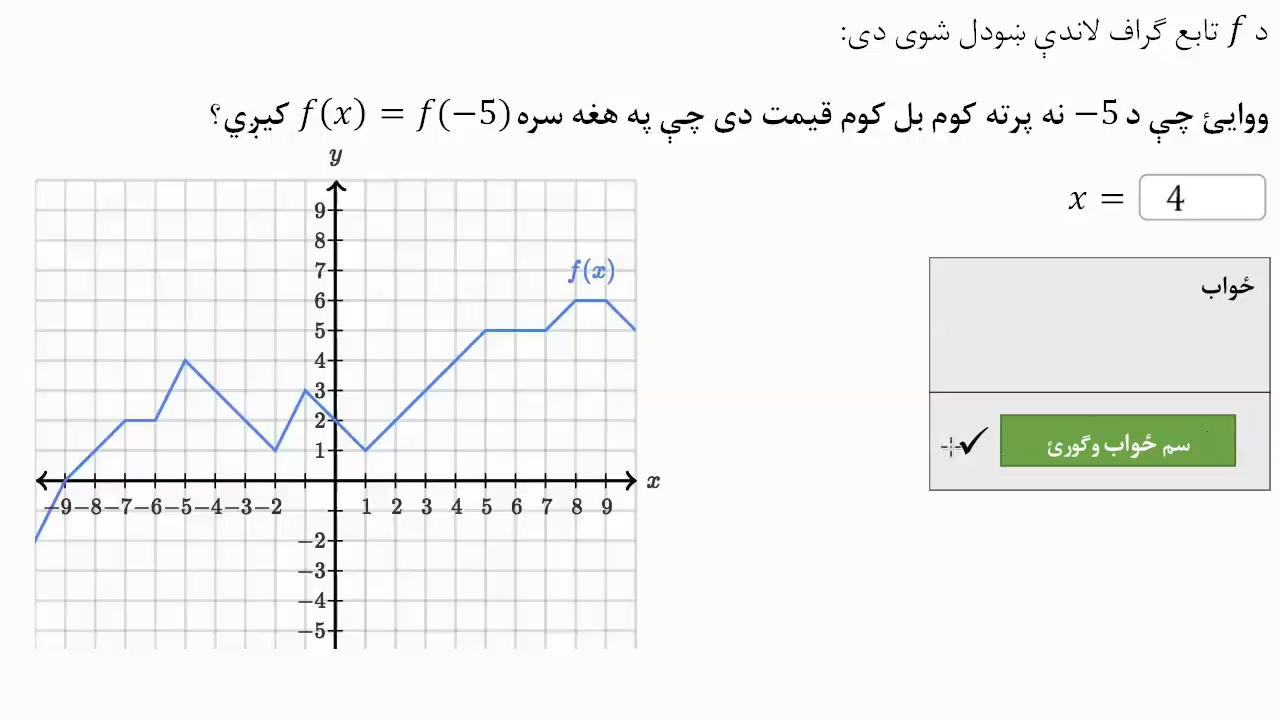 د f تابع گراف لاندې ښودل شوی دی:
ووایئ چې د −5 نه پرته کوم بل کوم قیمت دی چې په هغه سره f(x) = f(−5) کیږي؟
x = 4
ځواب
سم ځواب وګورئ
y
9
8
7
6
5
4
3
2
1
f(x)
x
−9 −8 −7 −6 −5 −4 −3 −2 1 2 3 4 5 6 7 8 9
−2
−3
−4
−5